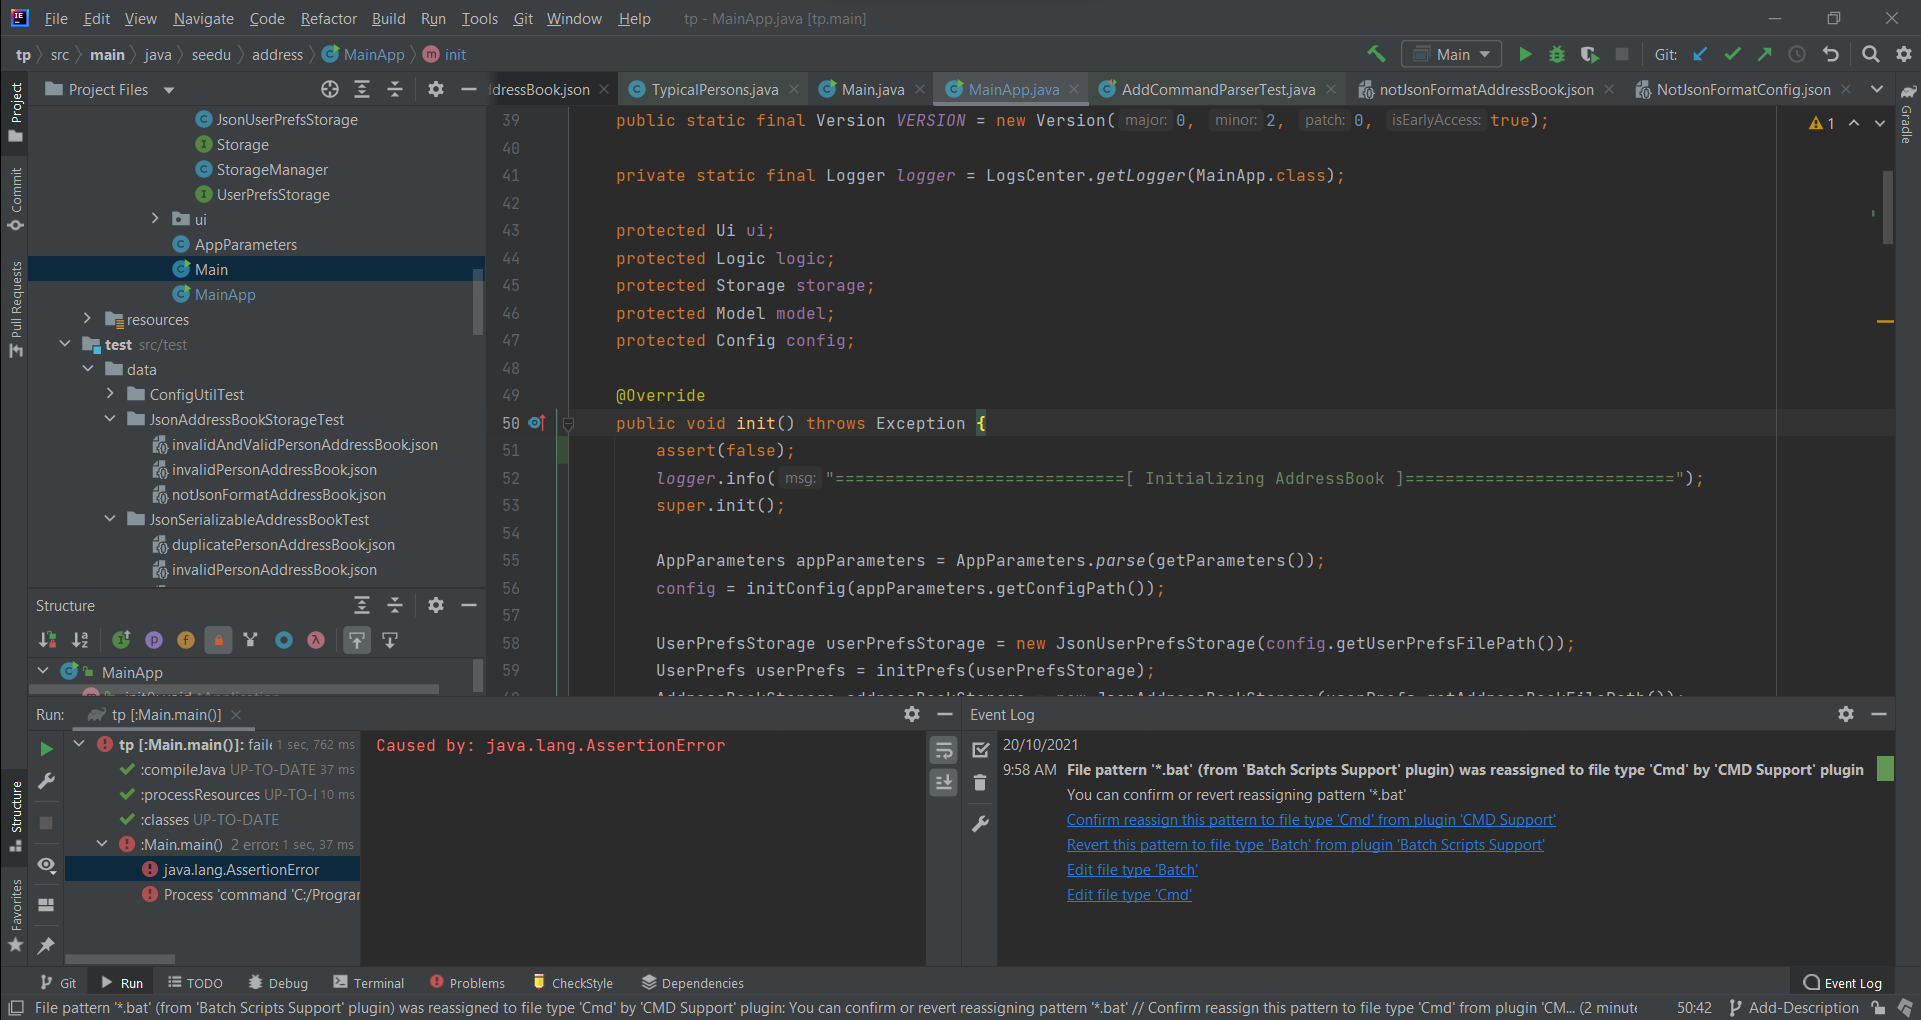 File Edit View Navigate Code Refactor Build Run Tools Git Window Help tp - MainApp.java [tp.main]
tp src main java seedu address MainApp init Main Git:
Project Files
ddressBook.json TypicalPersons.java Main.java MainApp.java AddCommandParserTest.java notJsonFormatAddressBook.json NotJsonFormatConfig.json
Project
Commit
Pull Requests
Structure
Favorites
Gradle
JsonUserPrefsStorage
Storage
StorageManager
UserPrefsStorage
ui
AppParameters
Main
MainApp
resources
test src/test
data
ConfigUtilTest
JsonAddressBookStorageTest
invalidAndValidPersonAddressBook.json
invalidPersonAddressBook.json
notJsonFormatAddressBook.json
JsonSerializableAddressBookTest
duplicatePersonAddressBook.json
invalidPersonAddressBook.json
Structure
MainApp
39 public static final Version VERSION = new Version( major: 0, minor: 2, patch: 0, isEarlyAccess: true);
1
40
41 private static final Logger logger = LogsCenter.getLogger(MainApp.class);
42
43 protected Ui ui;
44 protected Logic logic;
45 protected Storage storage;
46 protected Model model;
47 protected Config config;
48
49 @Override
50 public void init() throws Exception {
51 assert(false);
52 logger.info( msg: "=============================[ Initializing AddressBook ]===========================");
53 super.init();
54
55 AppParameters appParameters = AppParameters.parse(getParameters());
56 config = initConfig(appParameters.getConfigPath());
57
58 UserPrefsStorage userPrefsStorage = new JsonUserPrefsStorage(config.getUserPrefsFilePath());
59 UserPrefs userPrefs = initPrefs(userPrefsStorage);
Run: tp [:Main.main()]
tp [:Main.main()]: faile 1 sec, 762 ms
:compileJava UP-TO-DATE 37 ms
:processResources UP-TO-I 10 ms
:classes UP-TO-DATE
:Main.main() 2 errors 1 sec, 37 ms
java.lang.AssertionError
Process 'command 'C:/Progran
Caused by: java.lang.AssertionError
Event Log
20/10/2021
9:58 AM File pattern '*.bat' (from 'Batch Scripts Support' plugin) was reassigned to file type 'Cmd' by 'CMD Support' plugin
You can confirm or revert reassigning pattern '*.bat'
Confirm reassign this pattern to file type 'Cmd' from plugin 'CMD Support'
Revert this pattern to file type 'Batch' from plugin 'Batch Scripts Support'
Edit file type 'Batch'
Edit file type 'Cmd'
Git Run TODO Debug Terminal Problems CheckStyle Dependencies Event Log
File pattern '*.bat' (from 'Batch Scripts Support' plugin) was reassigned to file type 'Cmd' by 'CMD Support' plugin: You can confirm or revert reassigning pattern '*.bat' // Confirm reassign this pattern to file type 'Cmd' from plugin 'CM... (2 minute 50:42 Add-Description